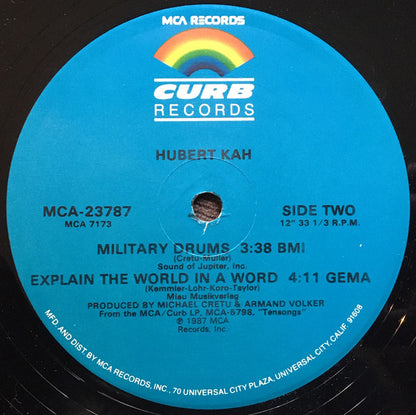 MCA RECORDS
CURB
RECORDS
HUBERT KAH
MCA-23787 SIDE TWO
MCA 7173 12" 33 1/3 R.P.M.
MILITARY DRUMS 3:38 BMI
(Cretu-Muller)
Sound of Jupiter, Inc.
EXPLAIN THE WORLD IN A WORD 4:11 GEMA
(Kemmler-Lohr-Koro-Taylor)
Miau Musikverlag
PRODUCED BY MICHAEL CRETU & ARMAND VOLKER
From the MCA/Curb LP, MCA-5798, "Tensongs"
℗ 1987 MCA
Records, Inc.
MFD. AND DIST. BY MCA RECORDS, INC., 70 UNIVERSAL CITY PLAZA, UNIVERSAL CITY, CALIF. 91608